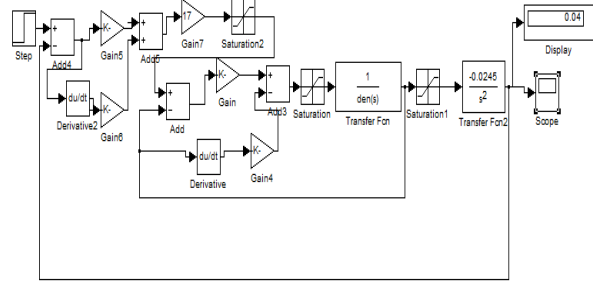 0.04
Display
Step
+
−
Add4
-K-
Gain5
+
+
Add5
17
Gain7
Saturation2
du/dt
Derivative2
-K-
Gain6
+
−
Add
-K-
Gain
+
−
Add3
Saturation
1
den(s)
Transfer Fcn
Saturation1
-0.0245
s2
Transfer Fcn2
Scope
du/dt
Derivative
-K-
Gain4